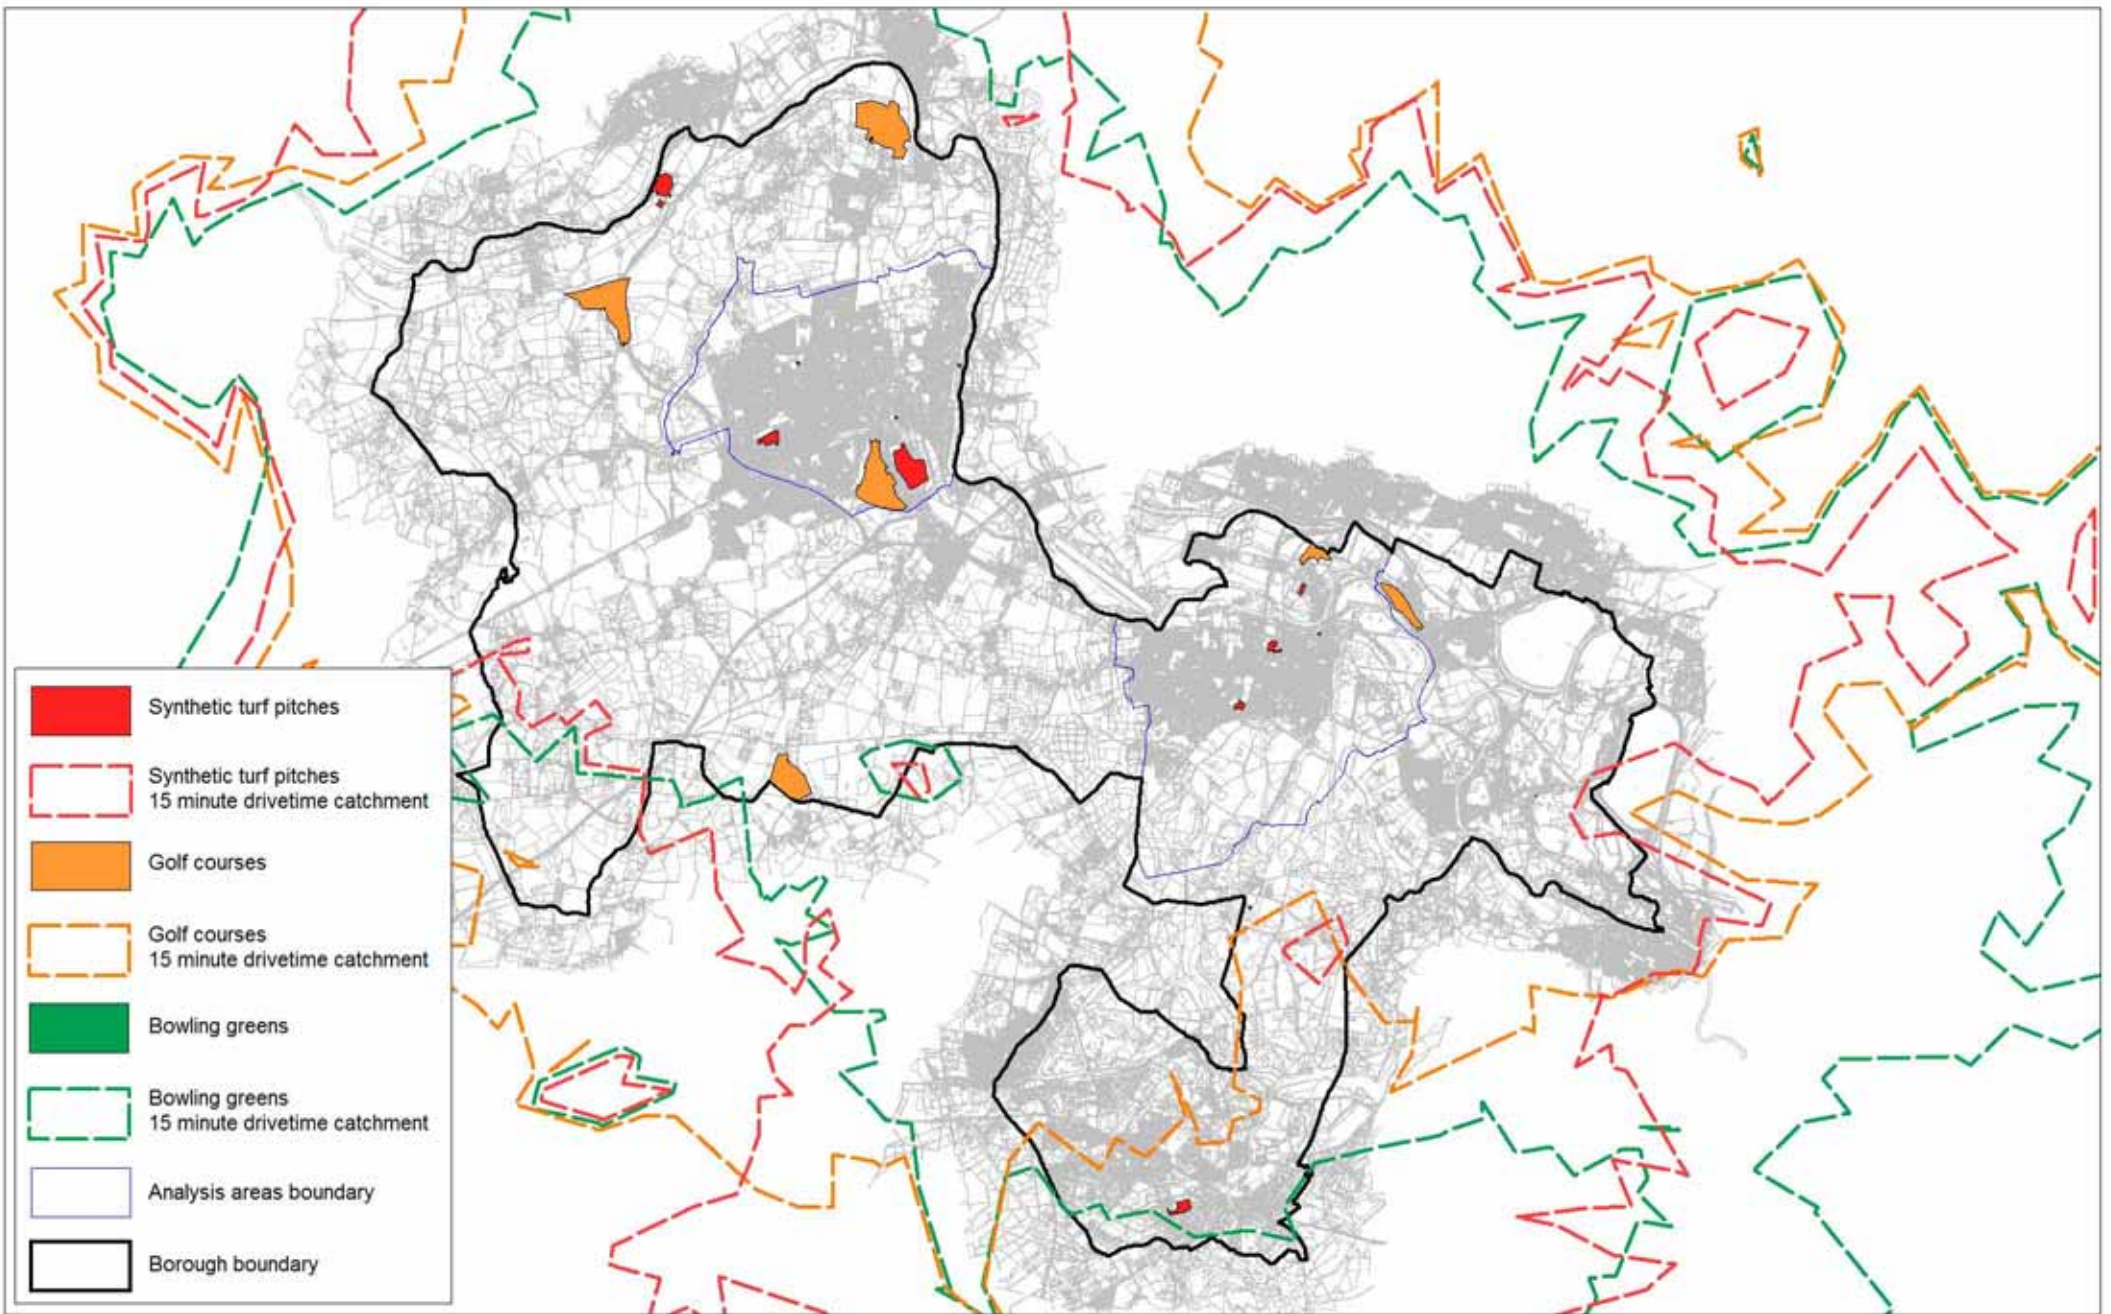 Synthetic turf pitches
Synthetic turf pitches
15 minute drivetime catchment
Golf courses
Golf courses
15 minute drivetime catchment
Bowling greens
Bowling greens
15 minute drivetime catchment
Analysis areas boundary
Borough boundary